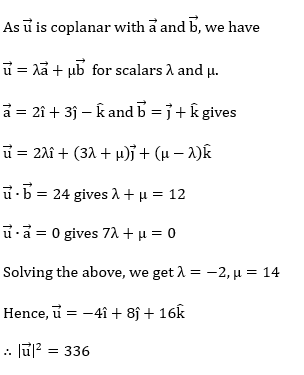 As u⃗ is coplanar with a⃗ and b⃗, we have
u⃗ = λa⃗ + μb⃗ for scalars λ and μ.
a⃗ = 2î + 3ĵ − k̂ and b⃗ = j⃗ + k̂ gives
u⃗ = 2λî + (3λ + μ)j⃗ + (μ − λ)k̂
u⃗ · b⃗ = 24 gives λ + μ = 12
u⃗ · a⃗ = 0 gives 7λ + μ = 0
Solving the above, we get λ = −2, μ = 14
Hence, u⃗ = −4î + 8ĵ + 16k̂
∴ |u⃗|² = 336